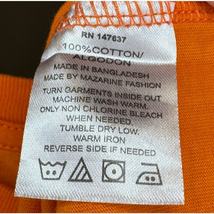 RN 147637
100%COTTON/
ALGODON
MADE IN BANGLADESH
MADE BY MAZARINE FASHION
TURN GARMENTS INSIDE OUT
MACHINE WASH WARM
ONLY NON CHLORINE BLEACH
WHEN NEEDED
TUMBLE DRY LOW.
WARM IRON
REVERSE SIDE IF NEEDED